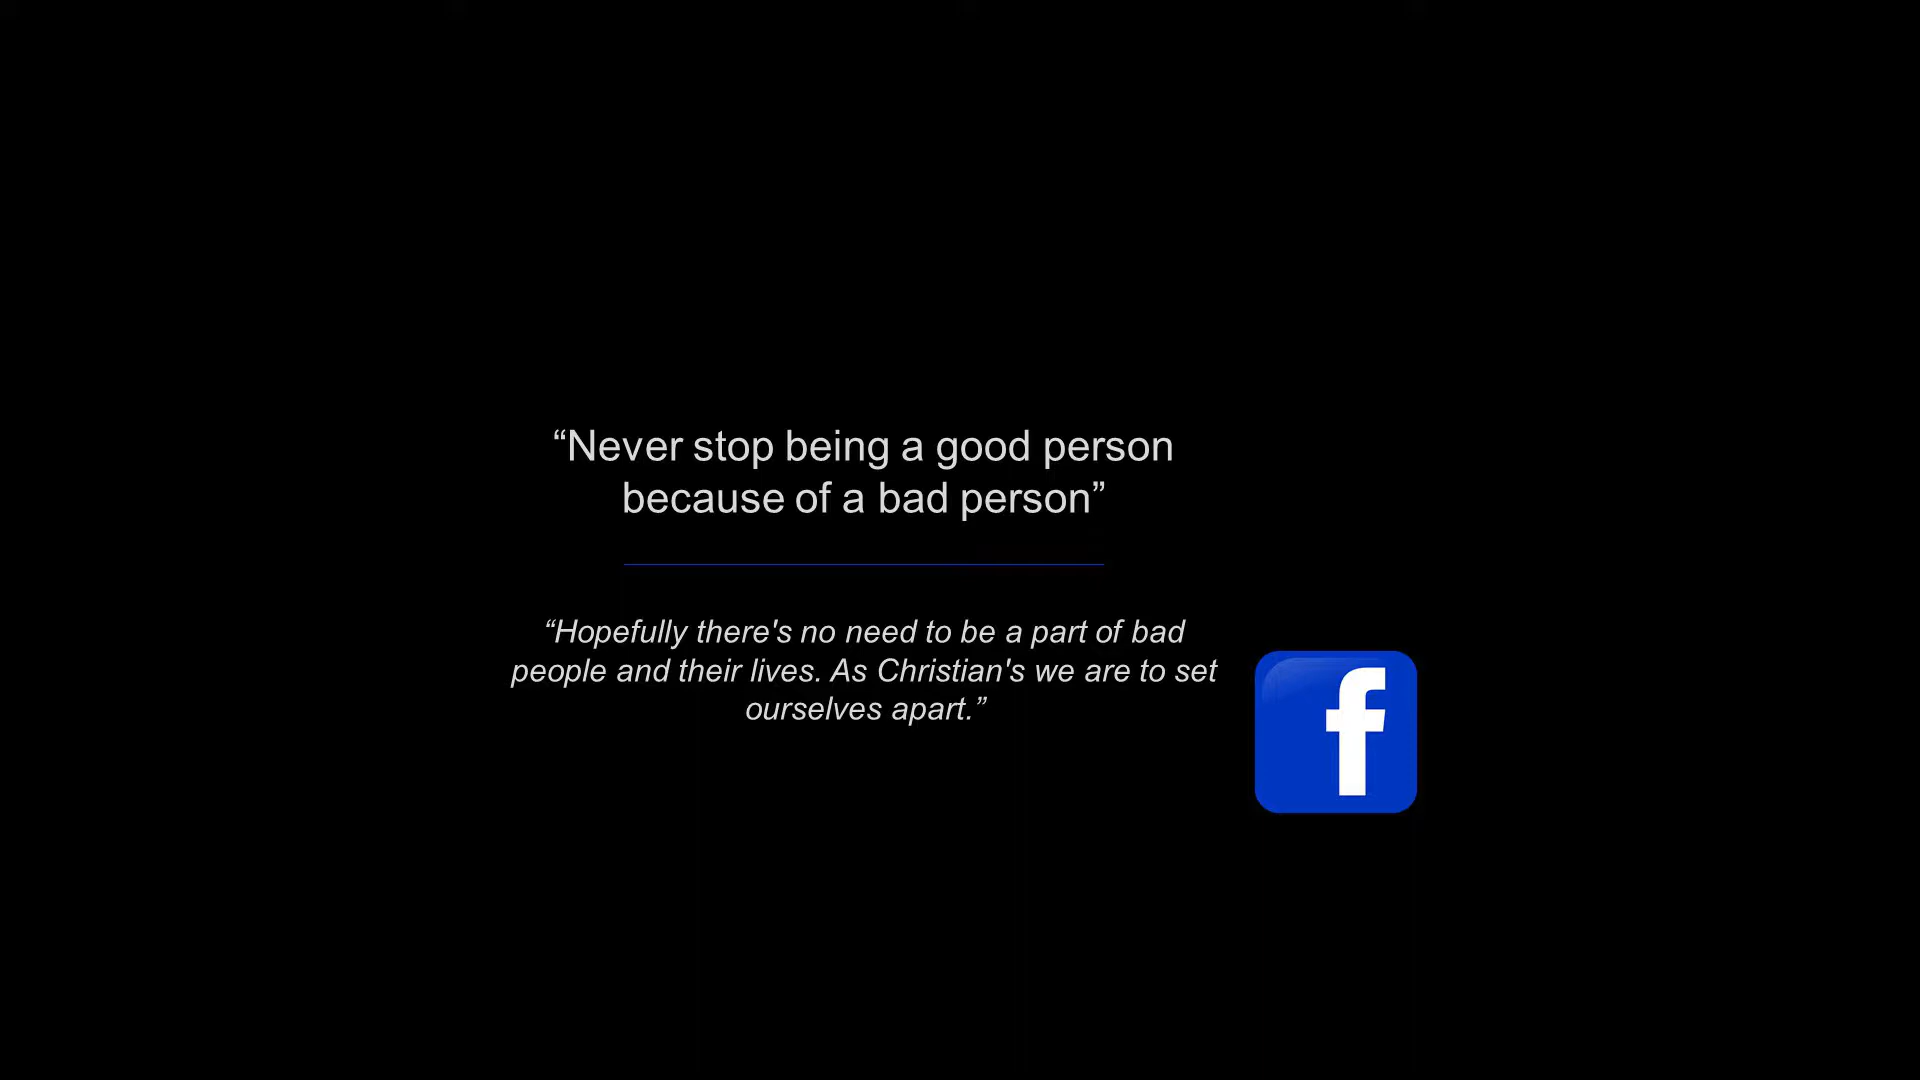 “Never stop being a good person
because of a bad person”
“Hopefully there's no need to be a part of bad
people and their lives. As Christian's we are to set
ourselves apart.”
f